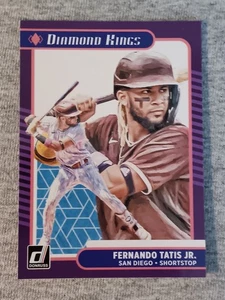 DIAMOND KINGS
FERNANDO TATIS JR.
SAN DIEGO • SHORTSTOP
DONRUSS